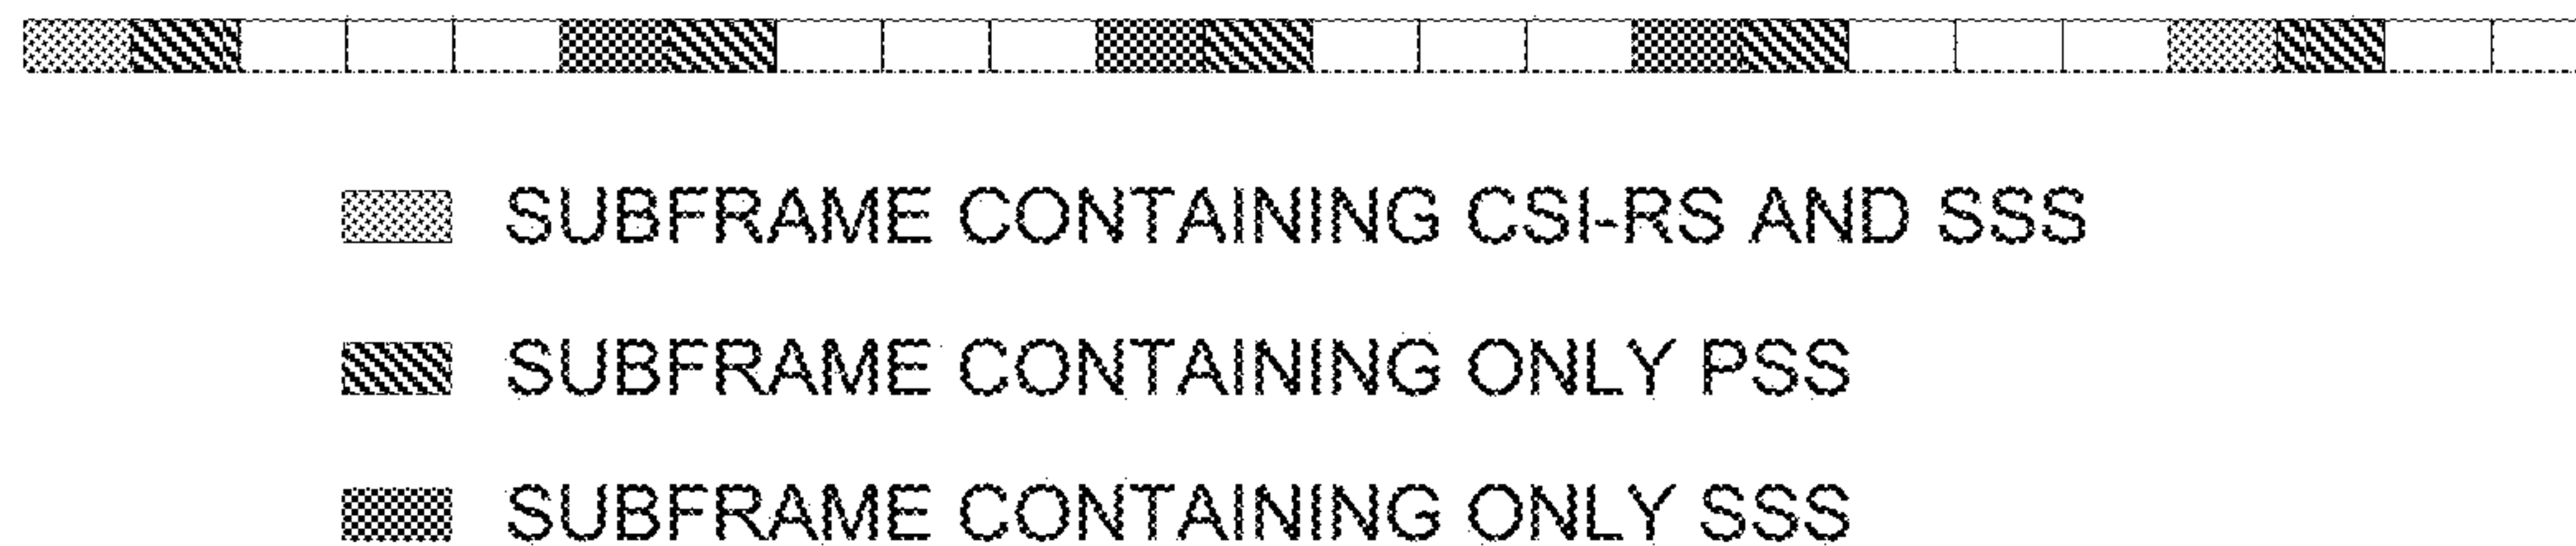 SUBFRAME CONTAINING CSI-RS AND SSS
SUBFRAME CONTAINING ONLY PSS
SUBFRAME CONTAINING ONLY SSS